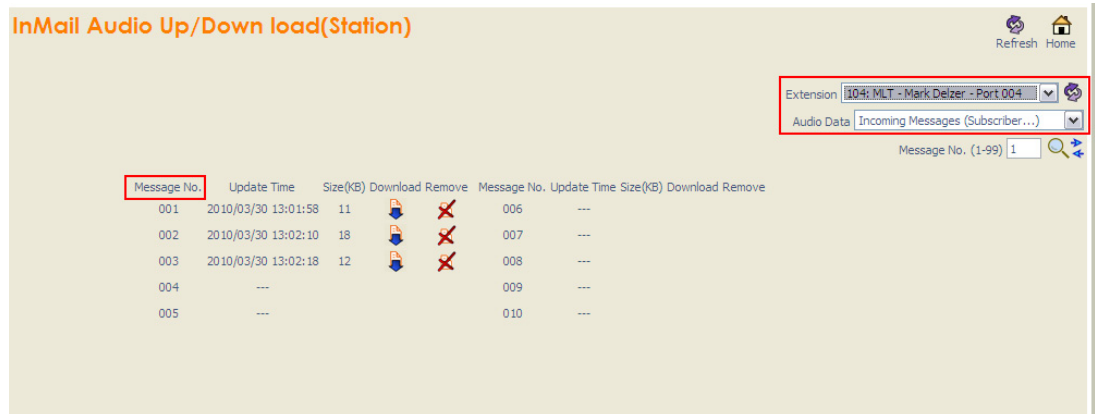 InMail Audio Up/Down load(Station)
Refresh Home
Extension 104: MLT - Mark Delzer - Port 004
Audio Data Incoming Messages (Subscriber...)
Message No. (1-99) 1
Message No. Update Time Size(KB) Download Remove Message No. Update Time Size(KB) Download Remove
001 2010/03/30 13:01:58 11 006 ---
002 2010/03/30 13:02:10 18 007 ---
003 2010/03/30 13:02:18 12 008 ---
004 --- 009 ---
005 --- 010 ---